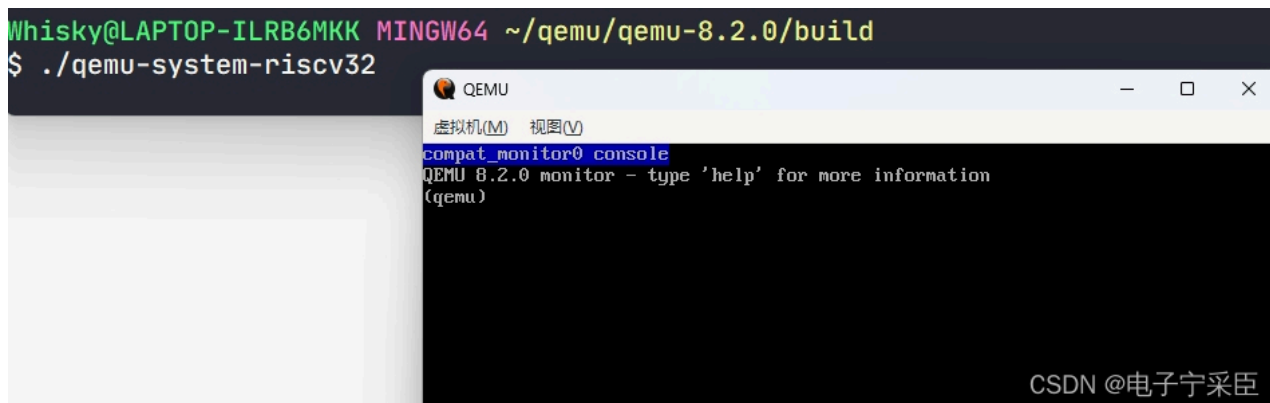 Whisky@LAPTOP-ILRB6MKK MINGW64 ~/qemu/qemu-8.2.0/build
$ ./qemu-system-riscv32
QEMU
虚拟机(M) 视图(V)
compat_monitor0 console
QEMU 8.2.0 monitor - type 'help' for more information
(qemu)
CSDN @电子宁采臣